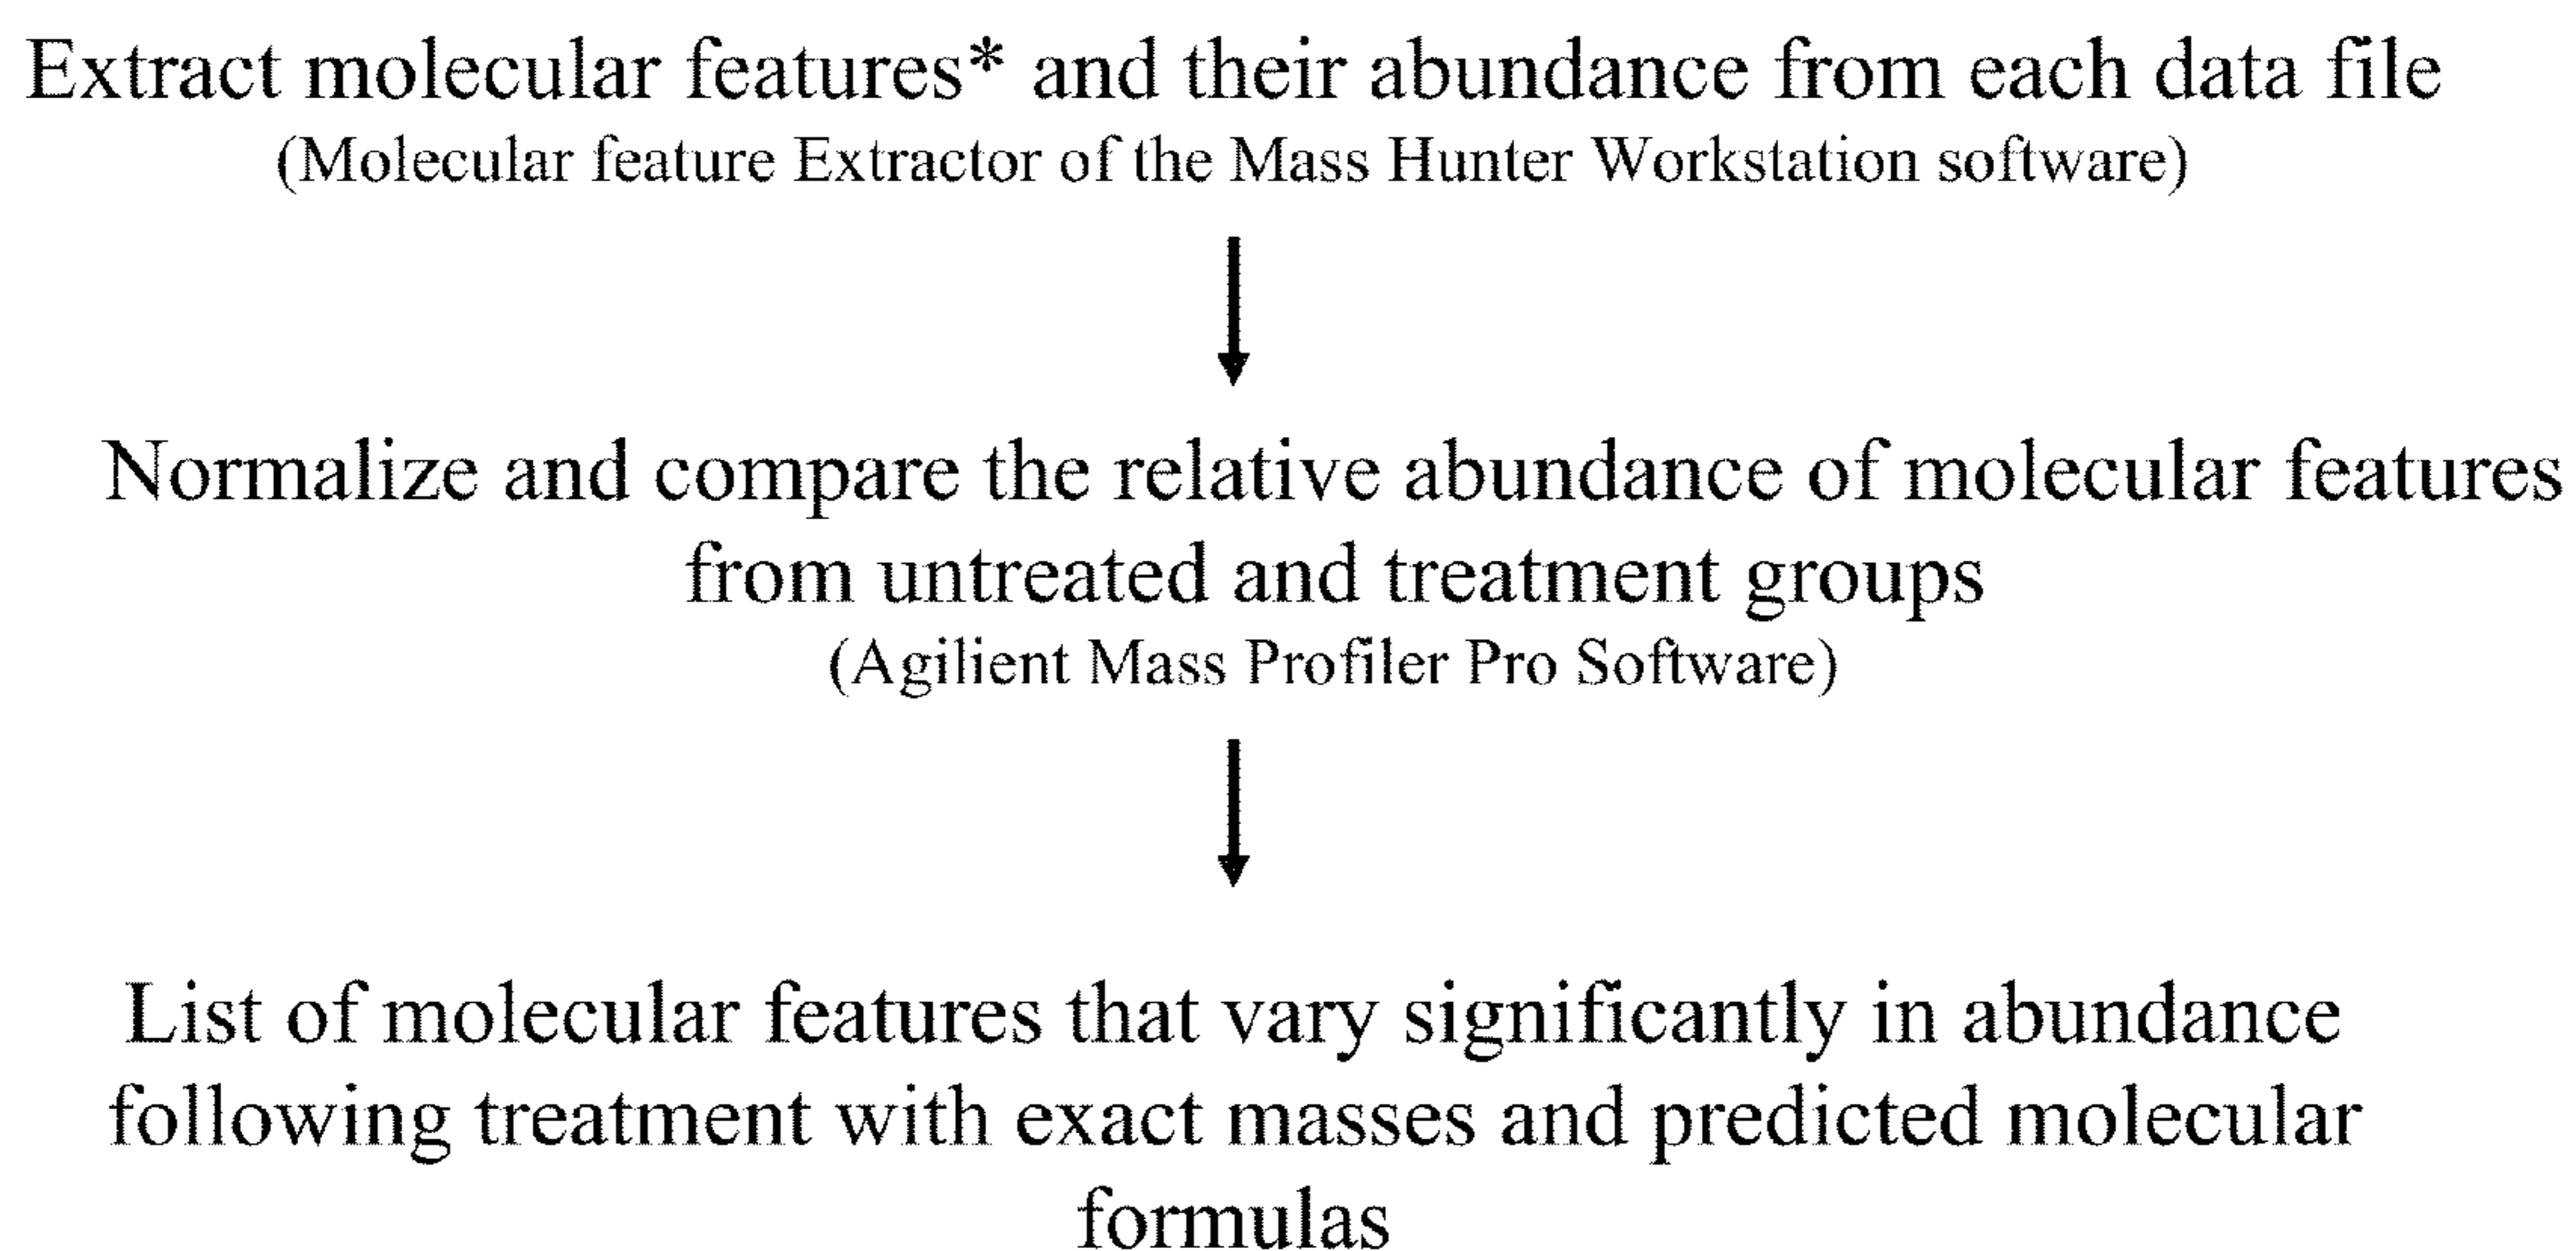 Extract molecular features* and their abundance from each data file
(Molecular feature Extractor of the Mass Hunter Workstation software)
Normalize and compare the relative abundance of molecular features
from untreated and treatment groups
(Agilient Mass Profiler Pro Software)
List of molecular features that vary significantly in abundance
following treatment with exact masses and predicted molecular
formulas